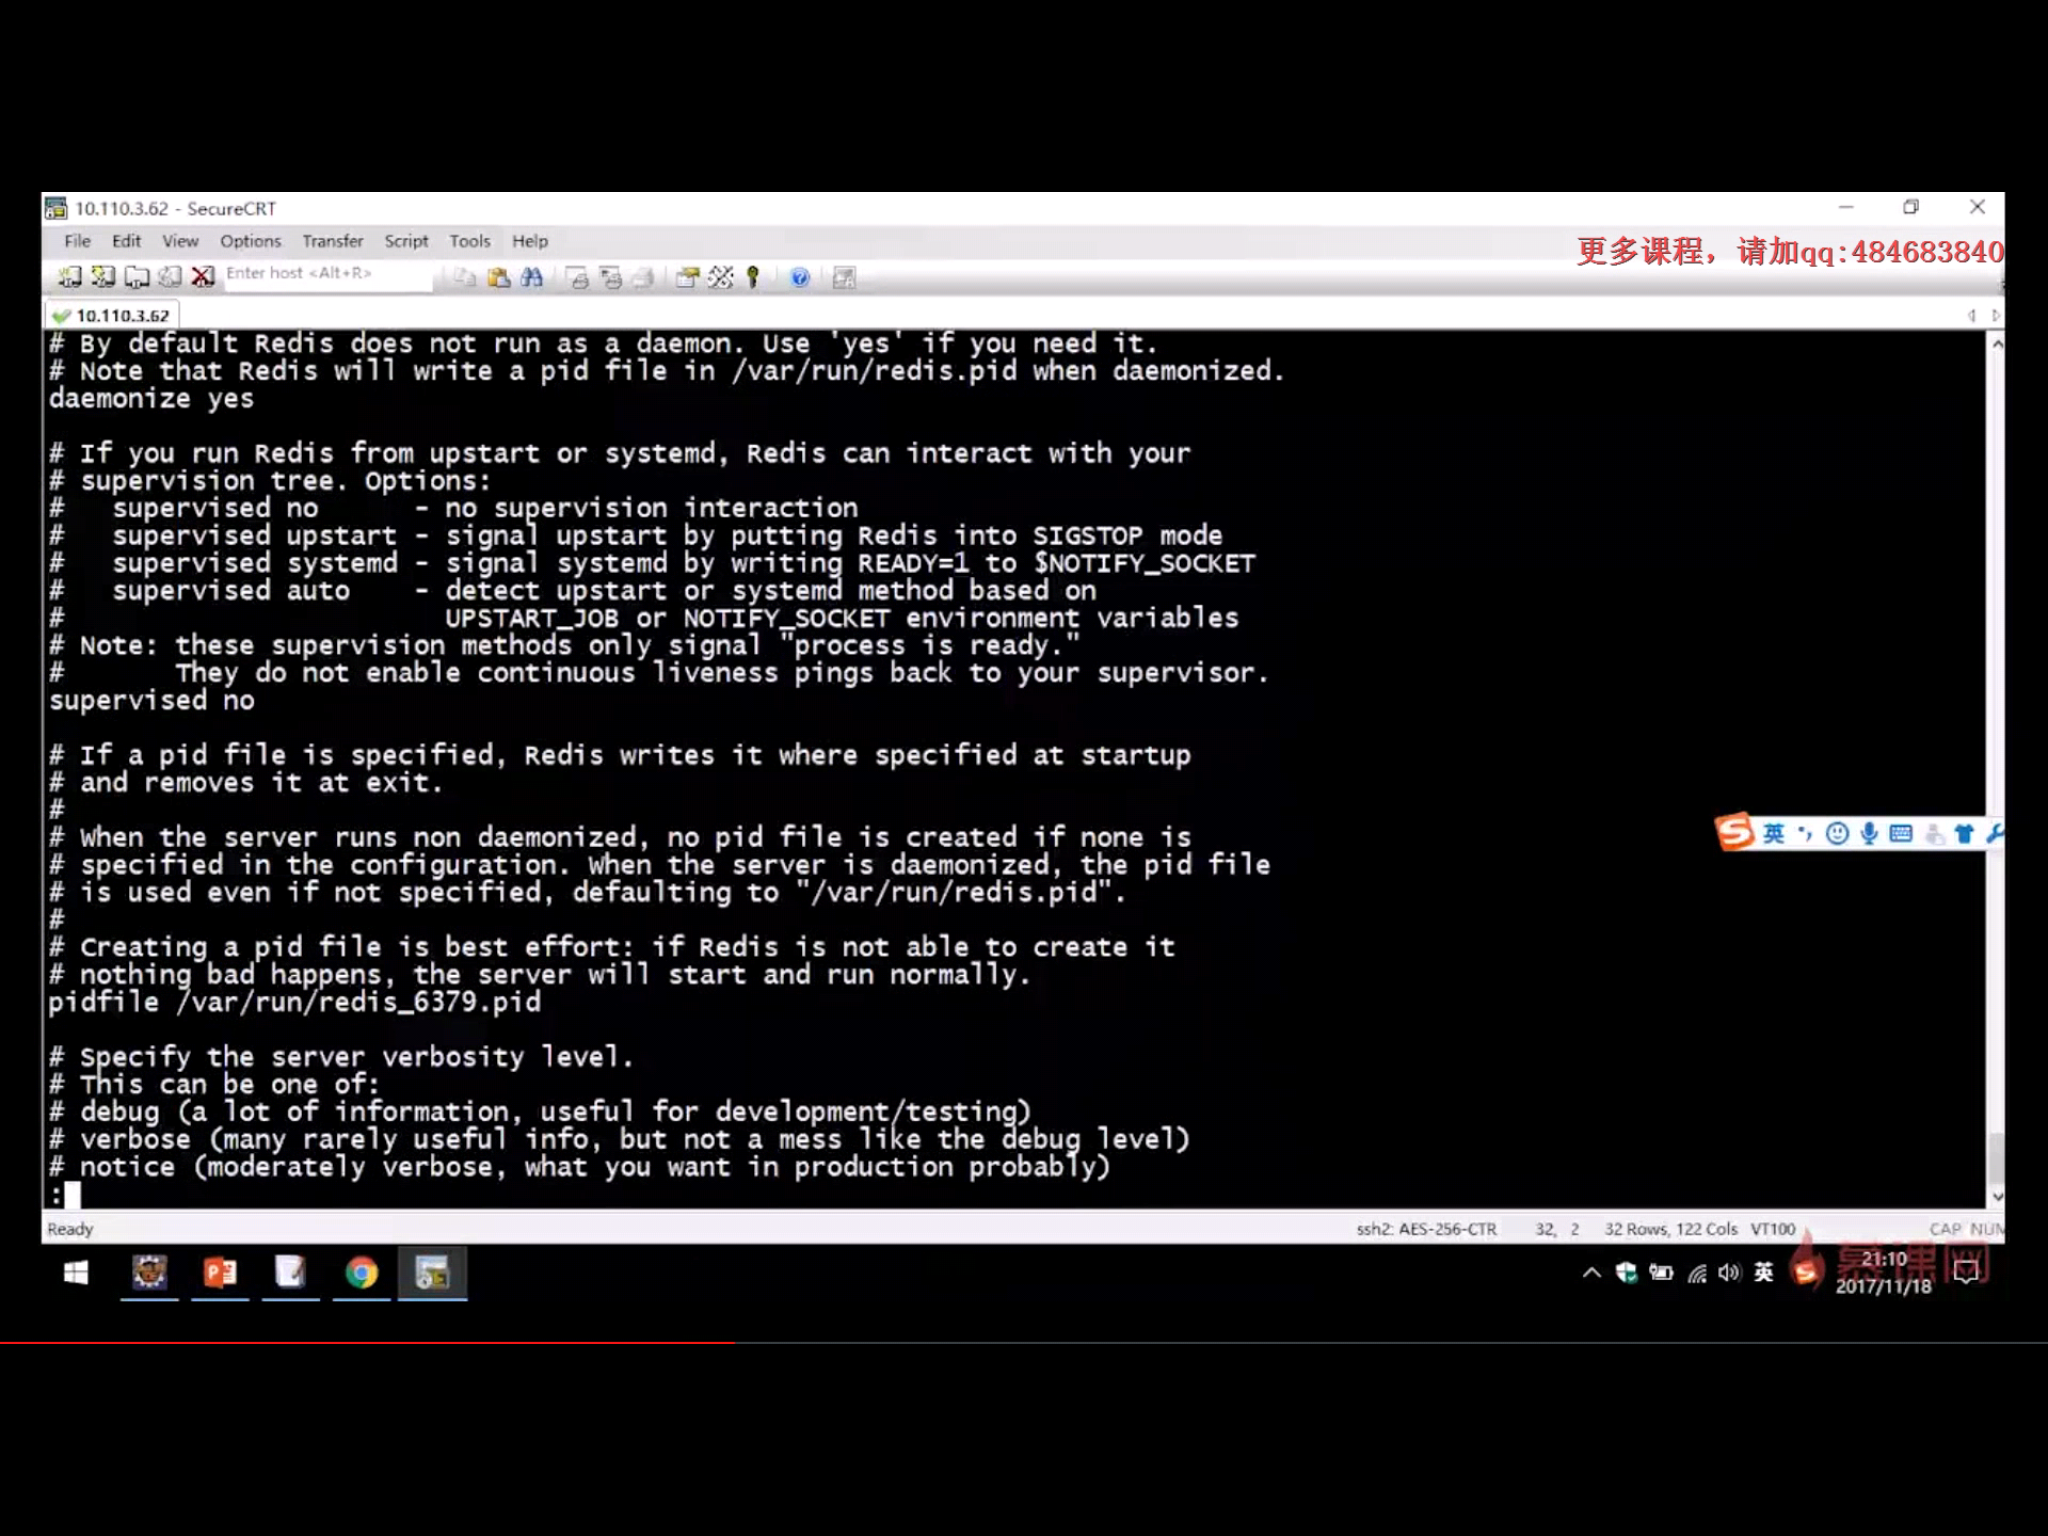 10.110.3.62 - SecureCRT
File Edit View Options Transfer Script Tools Help
更多课程，请加qq:484683840
Enter host <Alt+R>
10.110.3.62
# By default Redis does not run as a daemon. Use 'yes' if you need it.
# Note that Redis will write a pid file in /var/run/redis.pid when daemonized.
daemonize yes
# If you run Redis from upstart or systemd, Redis can interact with your
# supervision tree. Options:
#   supervised no      - no supervision interaction
#   supervised upstart - signal upstart by putting Redis into SIGSTOP mode
#   supervised systemd - signal systemd by writing READY=1 to $NOTIFY_SOCKET
#   supervised auto    - detect upstart or systemd method based on
#                        UPSTART_JOB or NOTIFY_SOCKET environment variables
# Note: these supervision methods only signal "process is ready."
#       They do not enable continuous liveness pings back to your supervisor.
supervised no
# If a pid file is specified, Redis writes it where specified at startup
# and removes it at exit.
#
# When the server runs non daemonized, no pid file is created if none is
# specified in the configuration. When the server is daemonized, the pid file
# is used even if not specified, defaulting to "/var/run/redis.pid".
#
# Creating a pid file is best effort: if Redis is not able to create it
# nothing bad happens, the server will start and run normally.
pidfile /var/run/redis_6379.pid
# Specify the server verbosity level.
# This can be one of:
# debug (a lot of information, useful for development/testing)
# verbose (many rarely useful info, but not a mess like the debug level)
# notice (moderately verbose, what you want in production probably)
:
英
Ready ssh2: AES-256-CTR 32, 2 32 Rows, 122 Cols VT100 CAP NUM
英
慕课网
21:10
2017/11/18